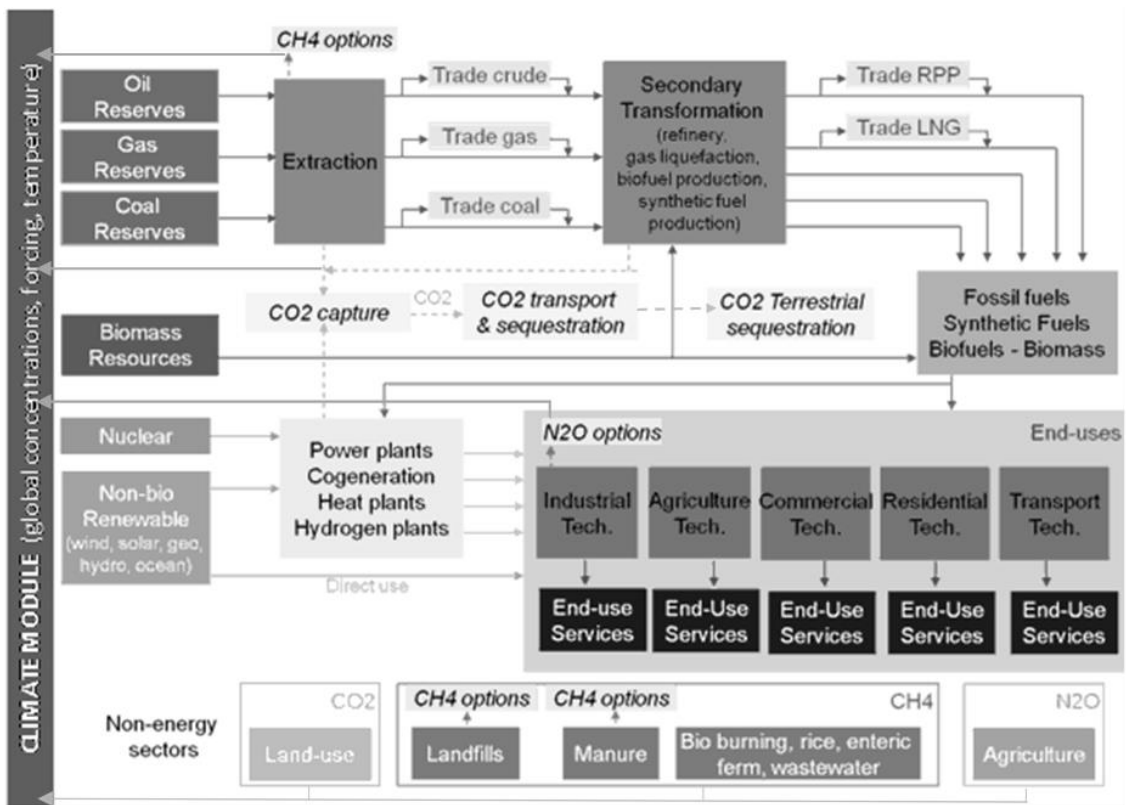 CLIMATE MODULE (global concentrations, forcing, temperature)
CH4 options
Oil
Reserves
Gas
Reserves
Coal
Reserves
Extraction
Trade crude
Trade gas
Trade coal
Secondary
Transformation
(refinery,
gas liquefaction,
biofuel production,
synthetic fuel
production)
Trade RPP
Trade LNG
CO2 capture
CO2
CO2 transport
& sequestration
CO2 Terrestrial
sequestration
Fossil fuels
Synthetic Fuels
Biofuels - Biomass
Biomass
Resources
Nuclear
Non-bio
Renewable
(wind, solar, geo,
hydro, ocean)
Power plants
Cogeneration
Heat plants
Hydrogen plants
Direct use
N2O options
End-uses
Industrial
Tech.
Agriculture
Tech.
Commercial
Tech.
Residential
Tech.
Transport
Tech.
End-use
Services
End-Use
Services
End-Use
Services
End-Use
Services
End-Use
Services
Non-energy
sectors
CO2
Land-use
CH4 options
CH4 options
CH4
Landfills
Manure
Bio burning, rice, enteric
ferm, wastewater
N2O
Agriculture